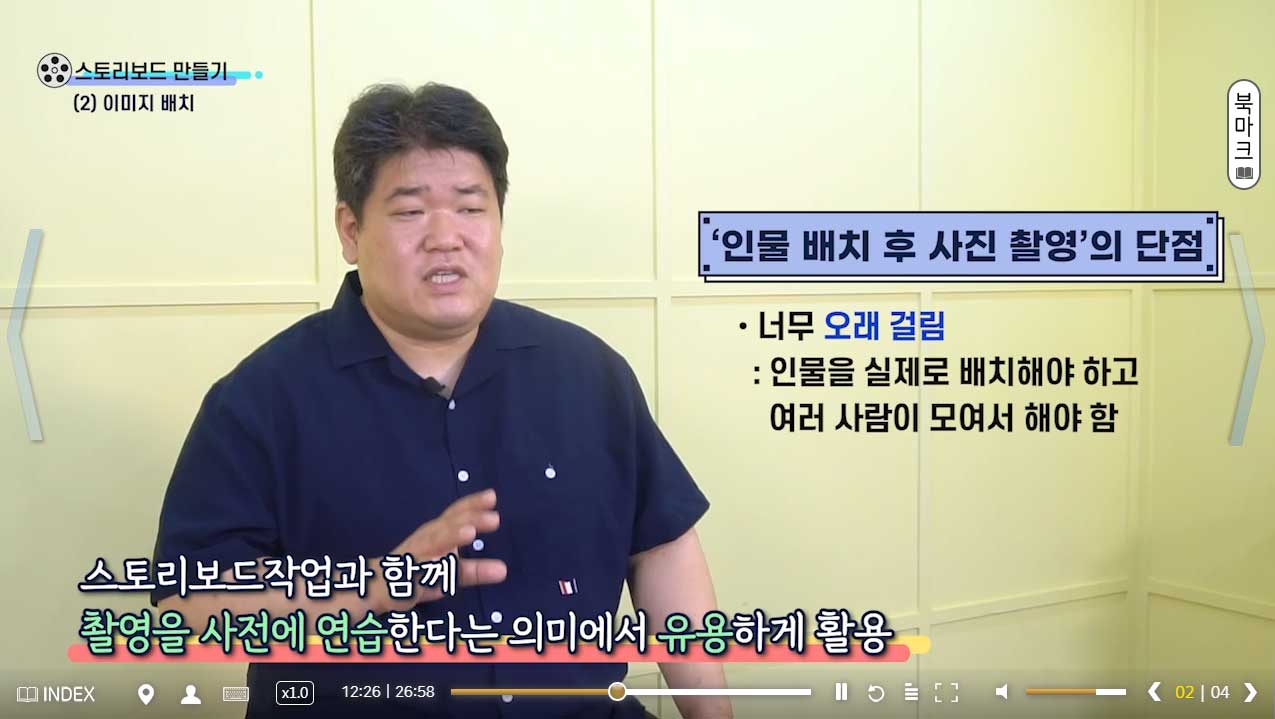 스토리보드 만들기
(2) 이미지 배치
북마크
‘인물 배치 후 사진 촬영’의 단점
• 너무 오래 걸림
: 인물을 실제로 배치해야 하고
여러 사람이 모여서 해야 함
스토리보드작업과 함께
촬영을 사전에 연습한다는 의미에서 유용하게 활용
INDEX x1.0 12:26 | 26:58 02 | 04